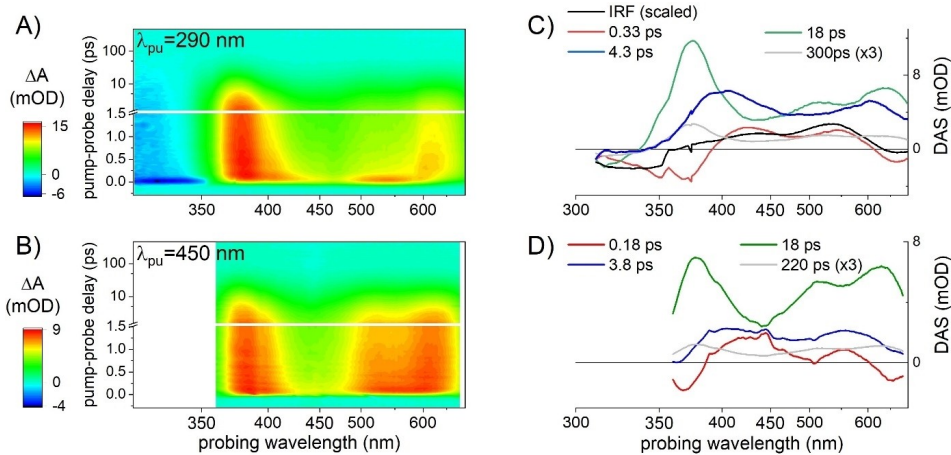 A)
λpu=290 nm
ΔA
(mOD)
15
0
-6
pump-probe delay (ps)
100
10
1.5
1.5
1.0
0.5
0.0
350 400 450 500 550 600
B)
λpu=450 nm
ΔA
(mOD)
9
0
-4
pump-probe delay (ps)
100
10
1.5
1.0
0.5
0.0
350 400 450 500 550 600
probing wavelength (nm)
C)
IRF (scaled)
0.33 ps
18 ps
4.3 ps
300ps (x3)
8
0
DAS (mOD)
300 350 400 450 500 550 600
D)
0.18 ps
18 ps
3.8 ps
220 ps (x3)
8
0
DAS (mOD)
300 350 400 450 500 550 600
probing wavelength (nm)